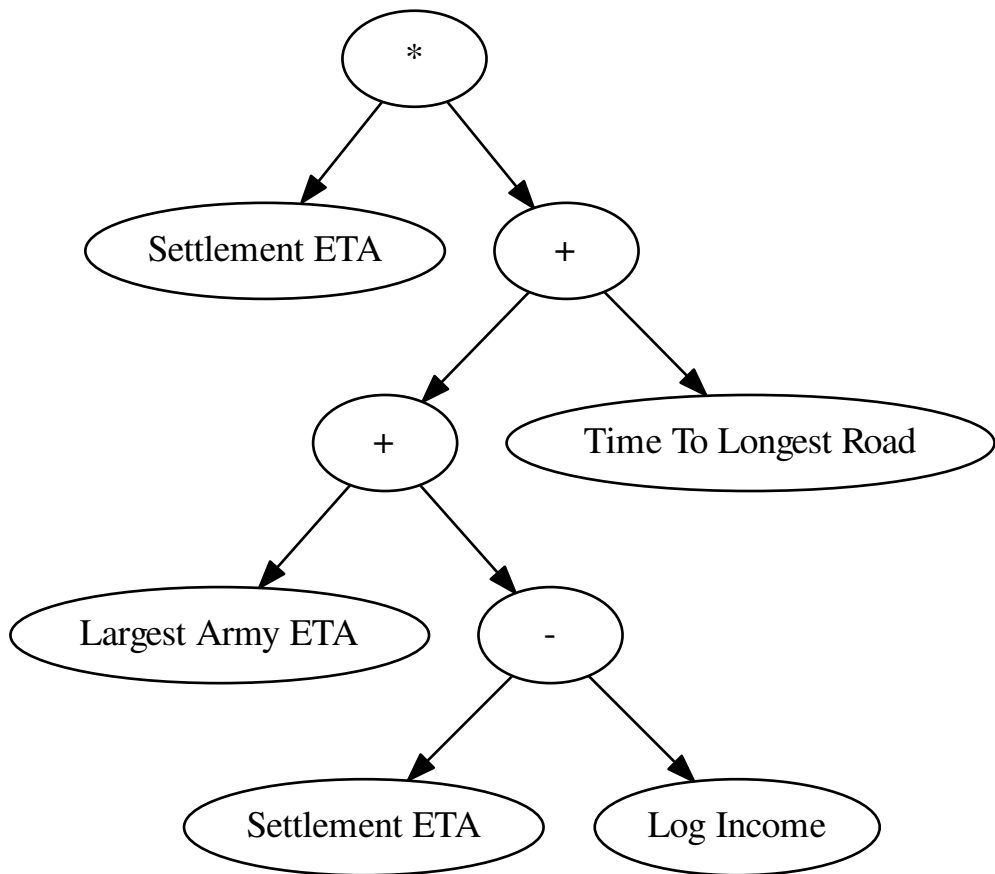 *
Settlement ETA
+
+
Time To Longest Road
Largest Army ETA
-
Settlement ETA
Log Income